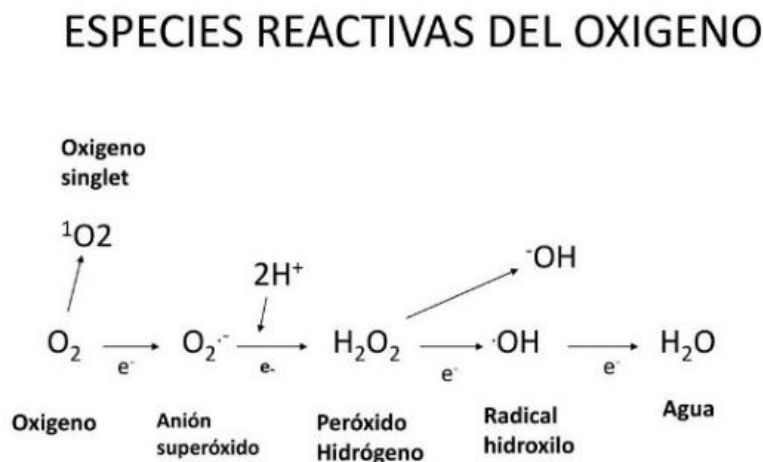 ESPECIES REACTIVAS DEL OXIGENO
Oxigeno
singlet
¹O2
2H⁺
⁻OH
O₂ e⁻ O₂·⁻ e- H₂O₂ e⁻ ·OH e⁻ H₂O
Oxigeno
Anión
superóxido
Peróxido
Hidrógeno
Radical
hidroxilo
Agua